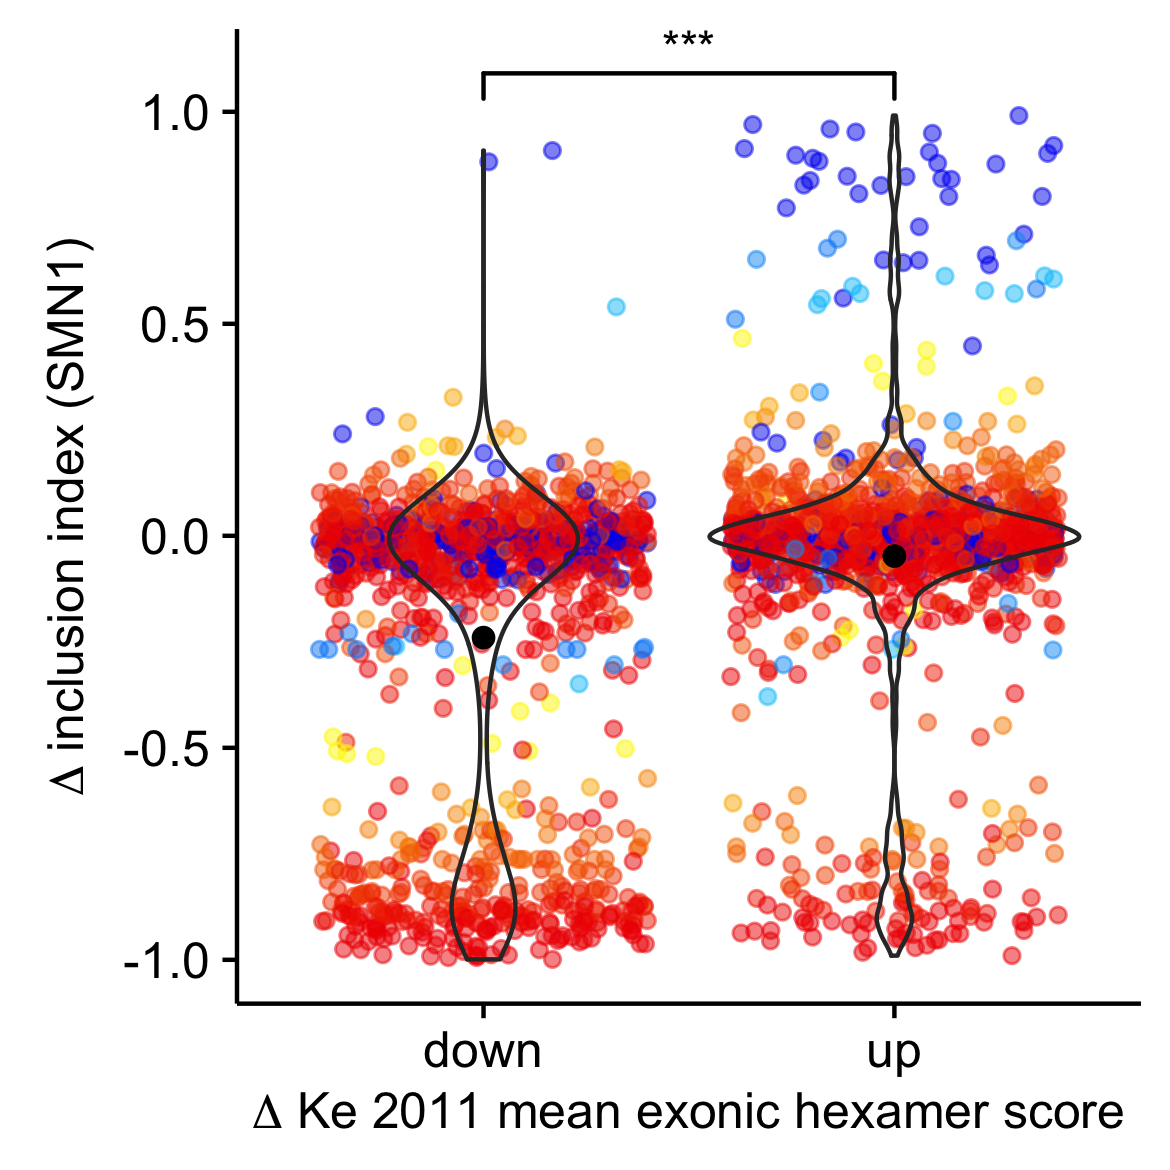 ***
1.0
0.5
0.0
-0.5
-1.0
Δ inclusion index (SMN1)
down
up
Δ Ke 2011 mean exonic hexamer score